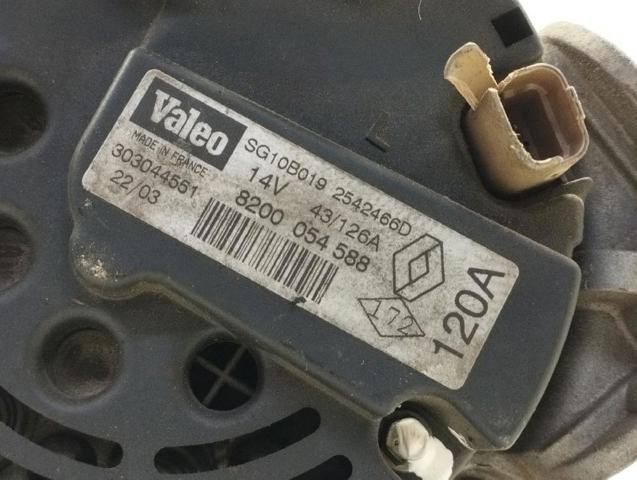 Valeo
SG10B019 2542466D
MADE IN FRANCE
14V 43/126A
303044551
8200 054 588
22/03
172
120A